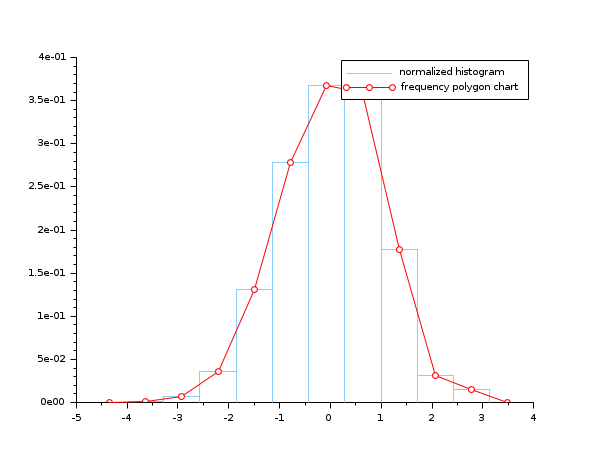 4e-01
normalized histogram
frequency polygon chart
3.5e-01
3e-01
2.5e-01
2e-01
1.5e-01
1e-01
5e-02
0e00
-5 -4 -3 -2 -1 0 1 2 3 4